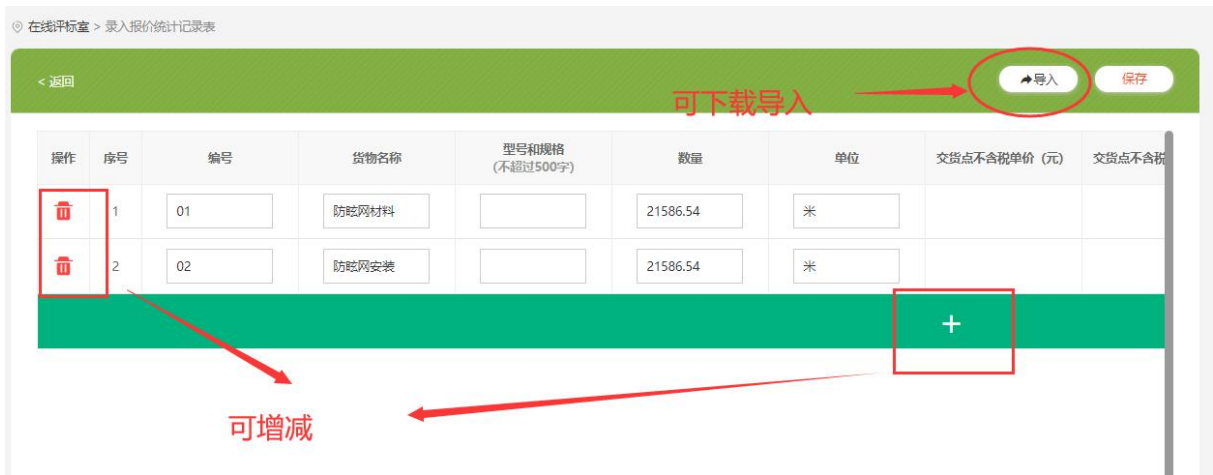 在线评标室 > 录入报价统计记录表
< 返回
导入
保存
可下载导入
操作 序号 编号 货物名称 型号和规格 数量 单位 交货点不含税单价（元） 交货点不含税
(不超过500字)
1 01 防眩网材料 21586.54 米
2 02 防眩网安装 21586.54 米
+
可增减